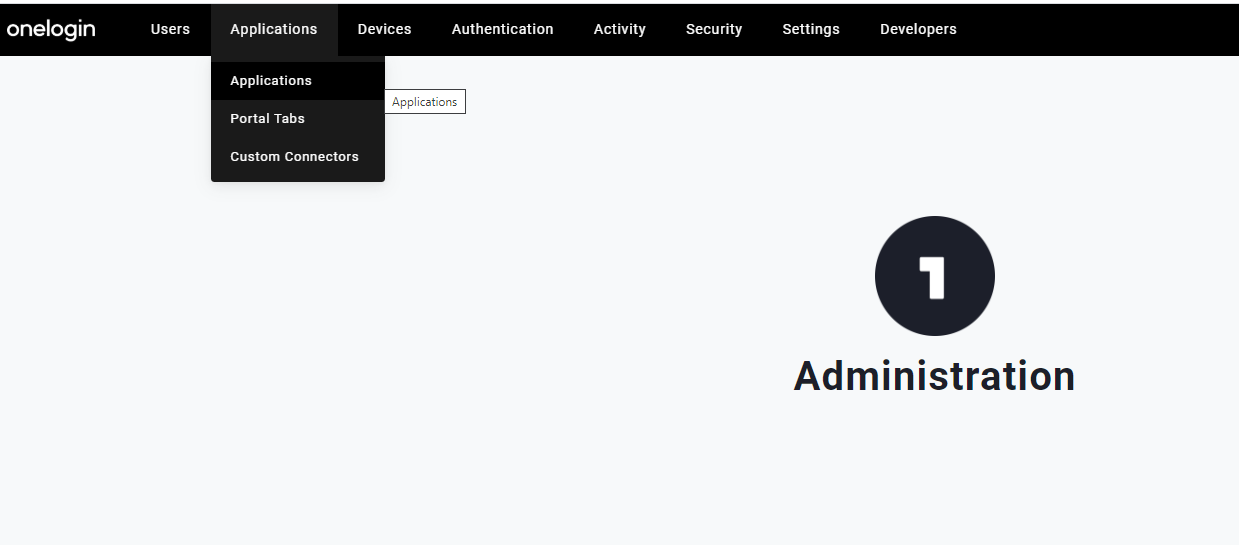 onelogin Users Applications Devices Authentication Activity Security Settings Developers
Applications
Applications
Portal Tabs
Custom Connectors
1
Administration